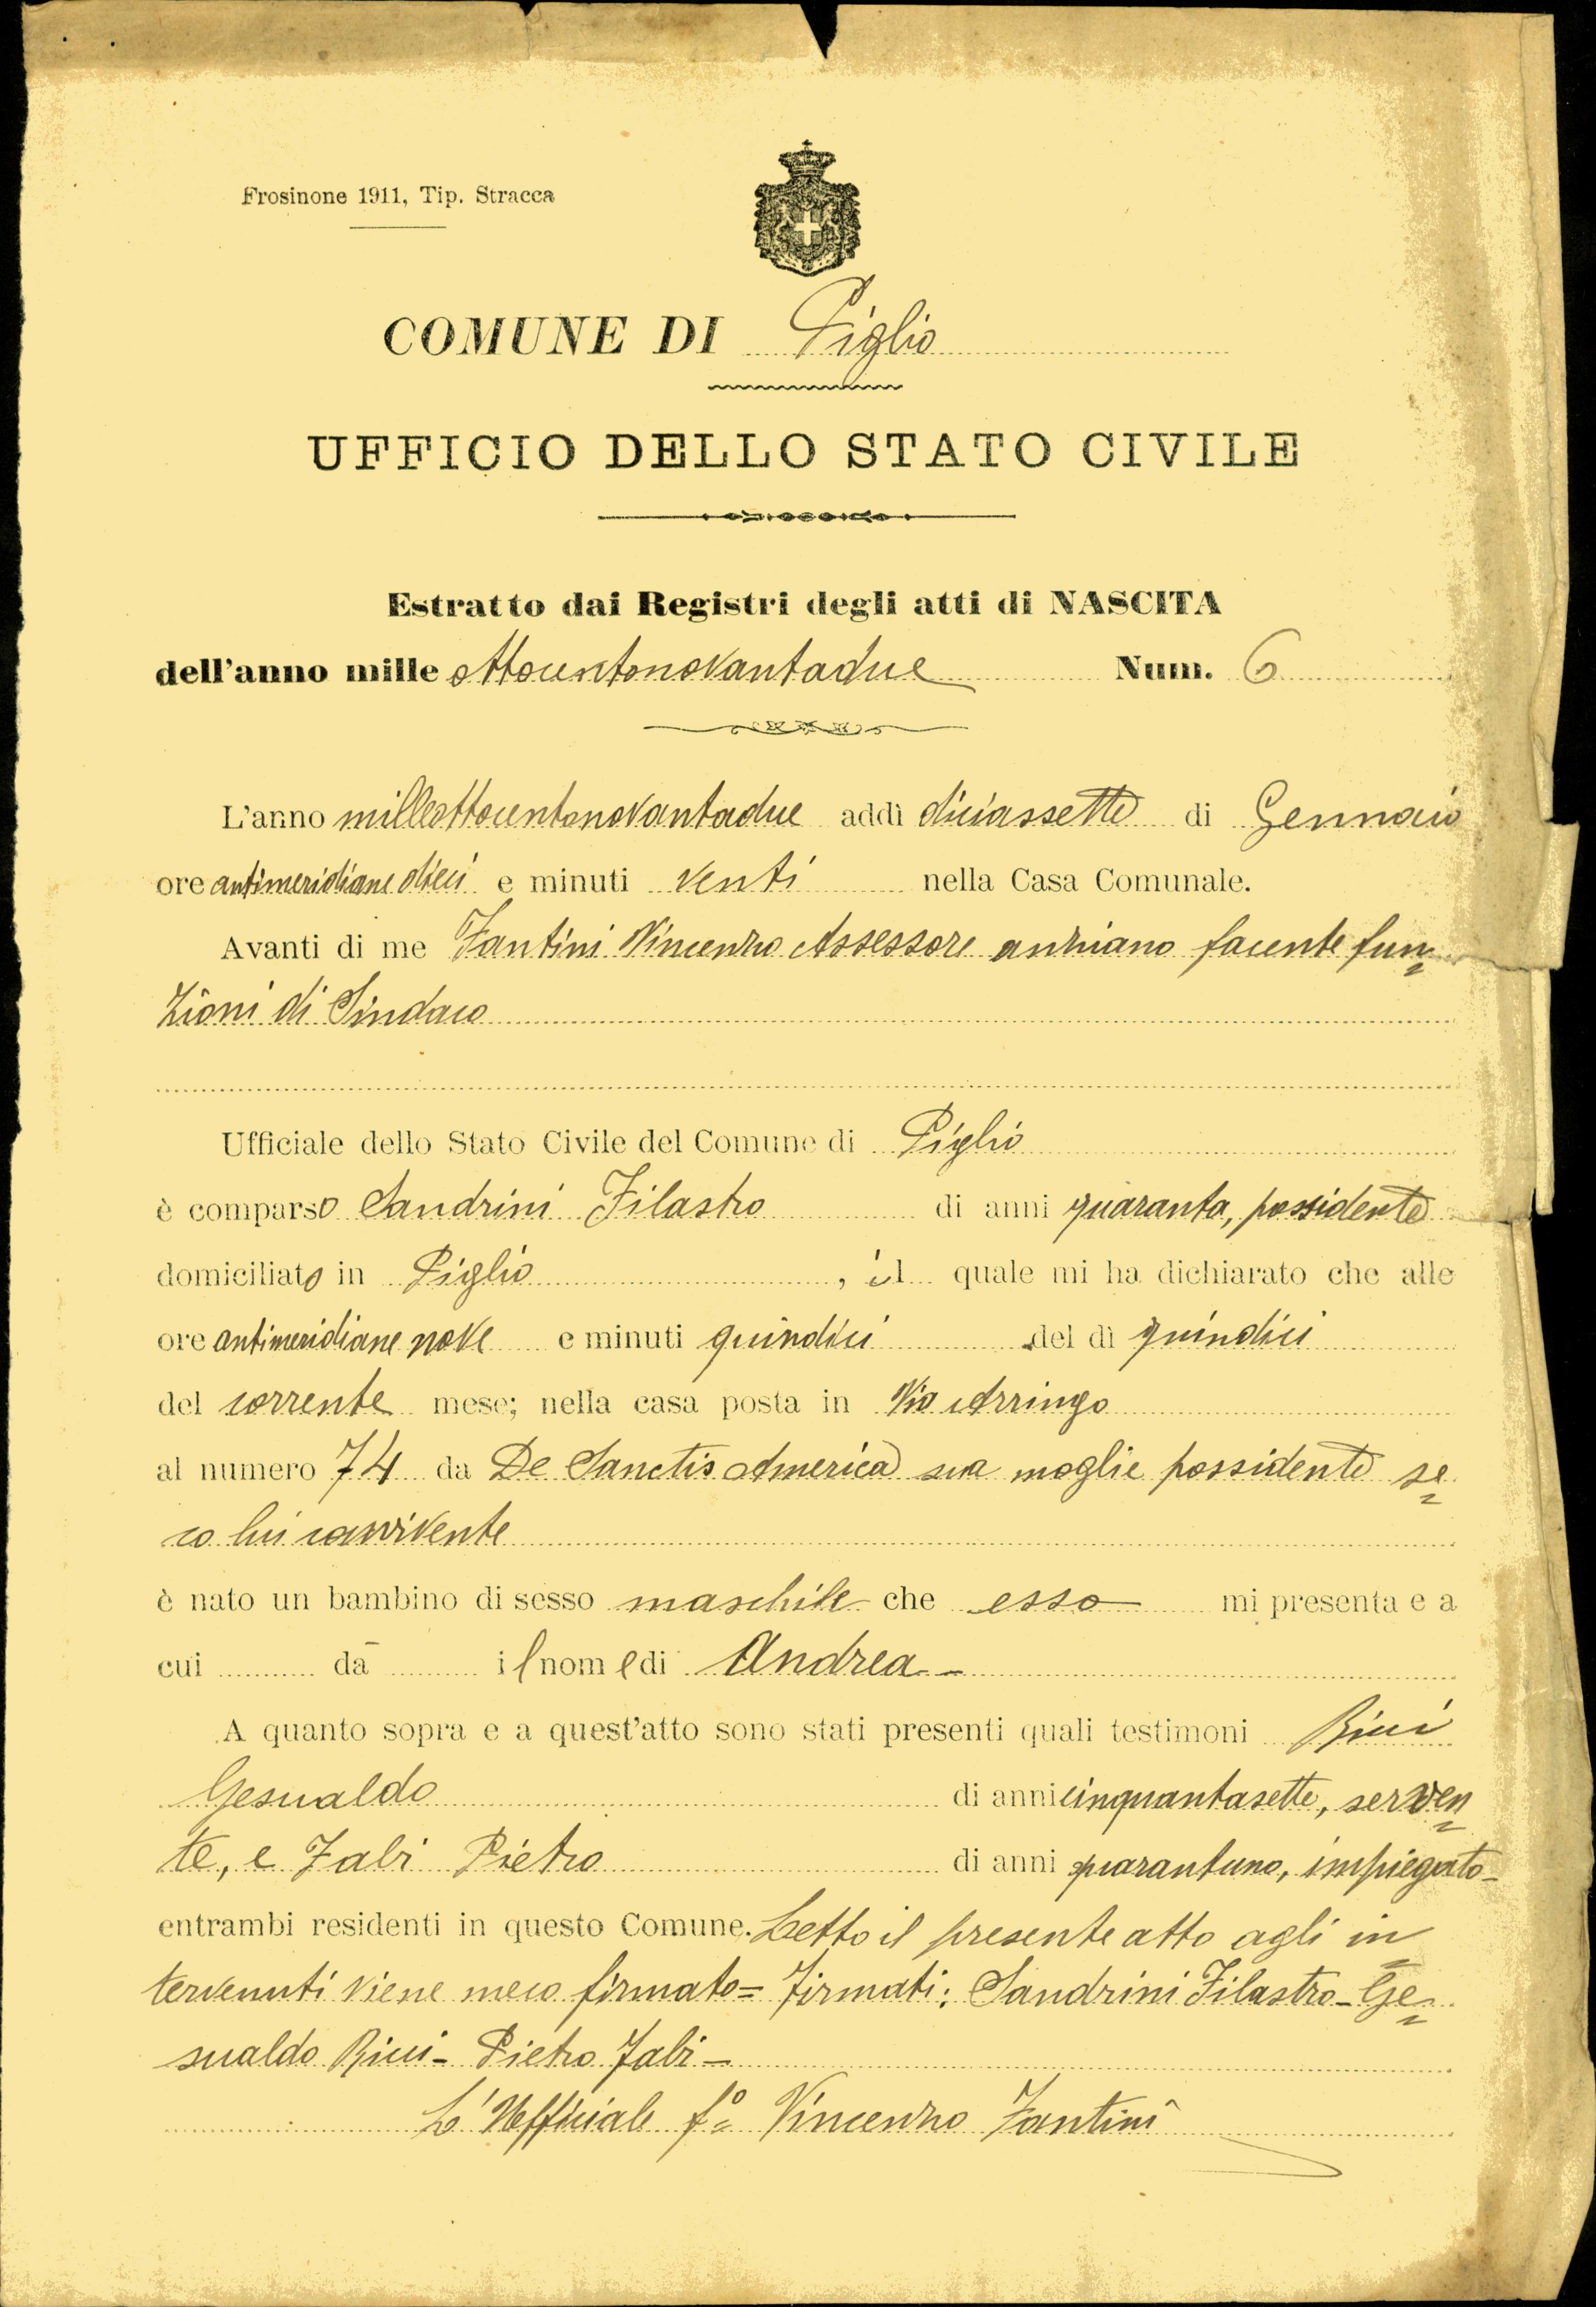 Frosinone 1911, Tip. Stracca
COMUNE DI Piglio
UFFICIO DELLO STATO CIVILE
Estratto dai Registri degli atti di NASCITA
dell'anno mille ottocentonovantadue Num. 6
L'anno milleottocentonovantadue addì diciassette di Gennaio
ore antimeridiane dieci e minuti venti nella Casa Comunale.
Avanti di me Fantini Vincenzo Assessore anziano facente fun=
zioni di Sindaco
Ufficiale dello Stato Civile del Comune di Piglio
è comparso Sandrini Filastro di anni quaranta, possidente
domiciliato in Piglio, il quale mi ha dichiarato che alle
ore antimeridiane nove e minuti quindici del dì quindici
del corrente mese; nella casa posta in Via Arringo
al numero 74 da De Sanctis America sua moglie possidente se=
co lui convivente
è nato un bambino di sesso maschile che esso mi presenta e a
cui dà il nome di Andrea -
A quanto sopra e a quest'atto sono stati presenti quali testimoni Ricci
Gesualdo di anni cinquantasette, serven=
te, e Fabi Pietro di anni quarantuno, impiegato-
entrambi residenti in questo Comune. Letto il presente atto agli in=
tervenuti viene meco firmato= Firmati: Sandrini Filastro - Ge=
sualdo Ricci - Pietro Fabi -
L'Ufficiale fº Vincenzo Fantini